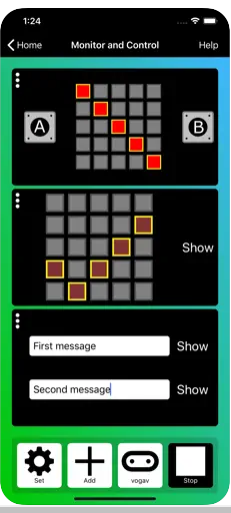 1:24
Home Monitor and Control Help
A B
Show
First message Show
Second message Show
Set Add vogav Stop